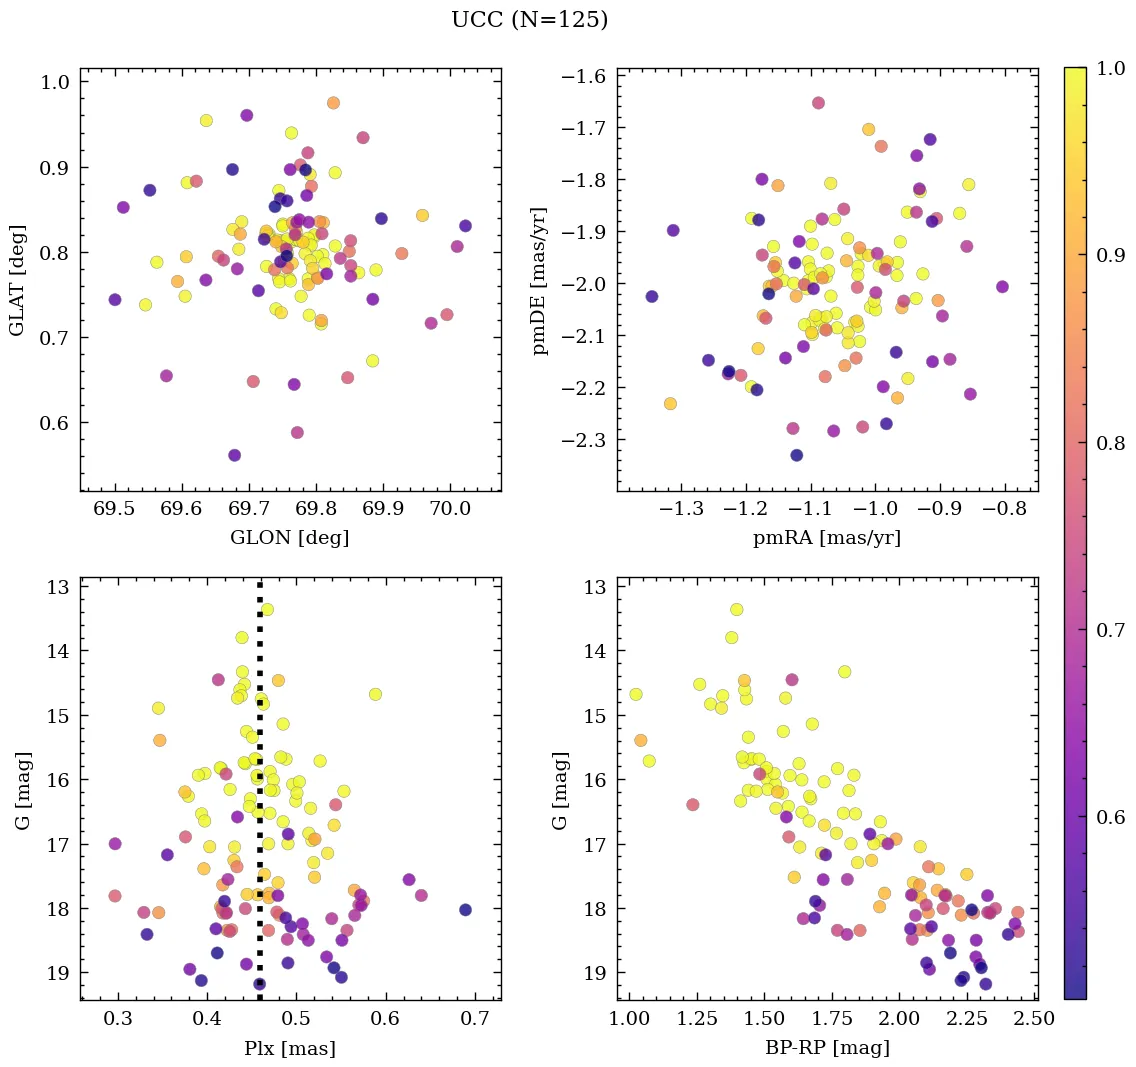 UCC (N=125)
1.0
0.9
0.8
0.7
0.6
GLAT [deg]
69.5 69.6 69.7 69.8 69.9 70.0
GLON [deg]
−1.6
−1.7
−1.8
−1.9
−2.0
−2.1
−2.2
−2.3
pmDE [mas/yr]
−1.3 −1.2 −1.1 −1.0 −0.9 −0.8
pmRA [mas/yr]
13
14
15
16
17
18
19
G [mag]
0.3 0.4 0.5 0.6 0.7
Plx [mas]
13
14
15
16
17
18
19
G [mag]
1.00 1.25 1.50 1.75 2.00 2.25 2.50
BP-RP [mag]
1.0
0.9
0.8
0.7
0.6